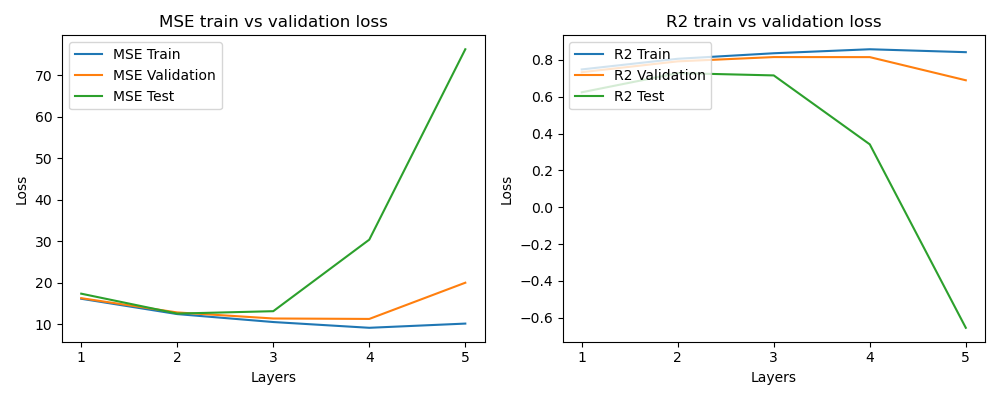 MSE train vs validation loss
MSE Train
MSE Validation
MSE Test
70
60
50
40
30
20
10
Loss
1 2 3 4 5
Layers
R2 train vs validation loss
R2 Train
R2 Validation
R2 Test
0.8
0.6
0.4
0.2
0.0
−0.2
−0.4
−0.6
Loss
1 2 3 4 5
Layers